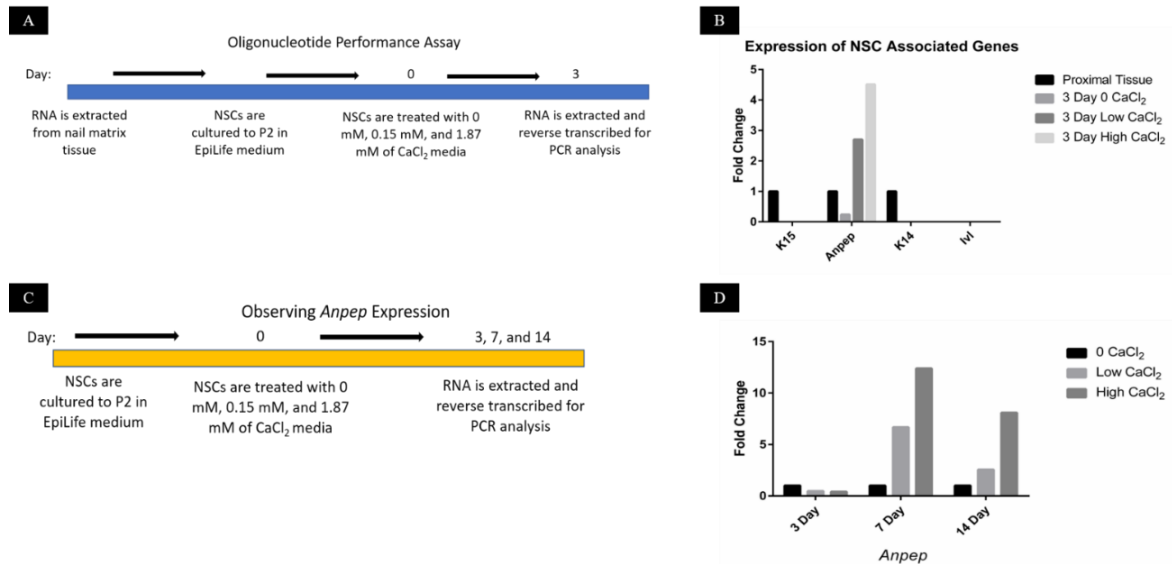 A
Oligonucleotide Performance Assay
Day:
0
3
RNA is extracted
from nail matrix
tissue
NSCs are
cultured to P2 in
EpiLife medium
NSCs are treated with 0
mM, 0.15 mM, and 1.87
mM of CaCl₂ media
RNA is extracted and
reverse transcribed for
PCR analysis
B
Expression of NSC Associated Genes
Fold Change
5
4
3
2
1
0
K15
Anpep
K14
Ivl
Proximal Tissue
3 Day 0 CaCl₂
3 Day Low CaCl₂
3 Day High CaCl₂
C
Observing Anpep Expression
Day:
0
3, 7, and 14
NSCs are
cultured to P2 in
EpiLife medium
NSCs are treated with 0
mM, 0.15 mM, and 1.87
mM of CaCl₂ media
RNA is extracted and
reverse transcribed for
PCR analysis
D
Fold Change
15
10
5
0
3 Day
7 Day
14 Day
Anpep
0 CaCl₂
Low CaCl₂
High CaCl₂